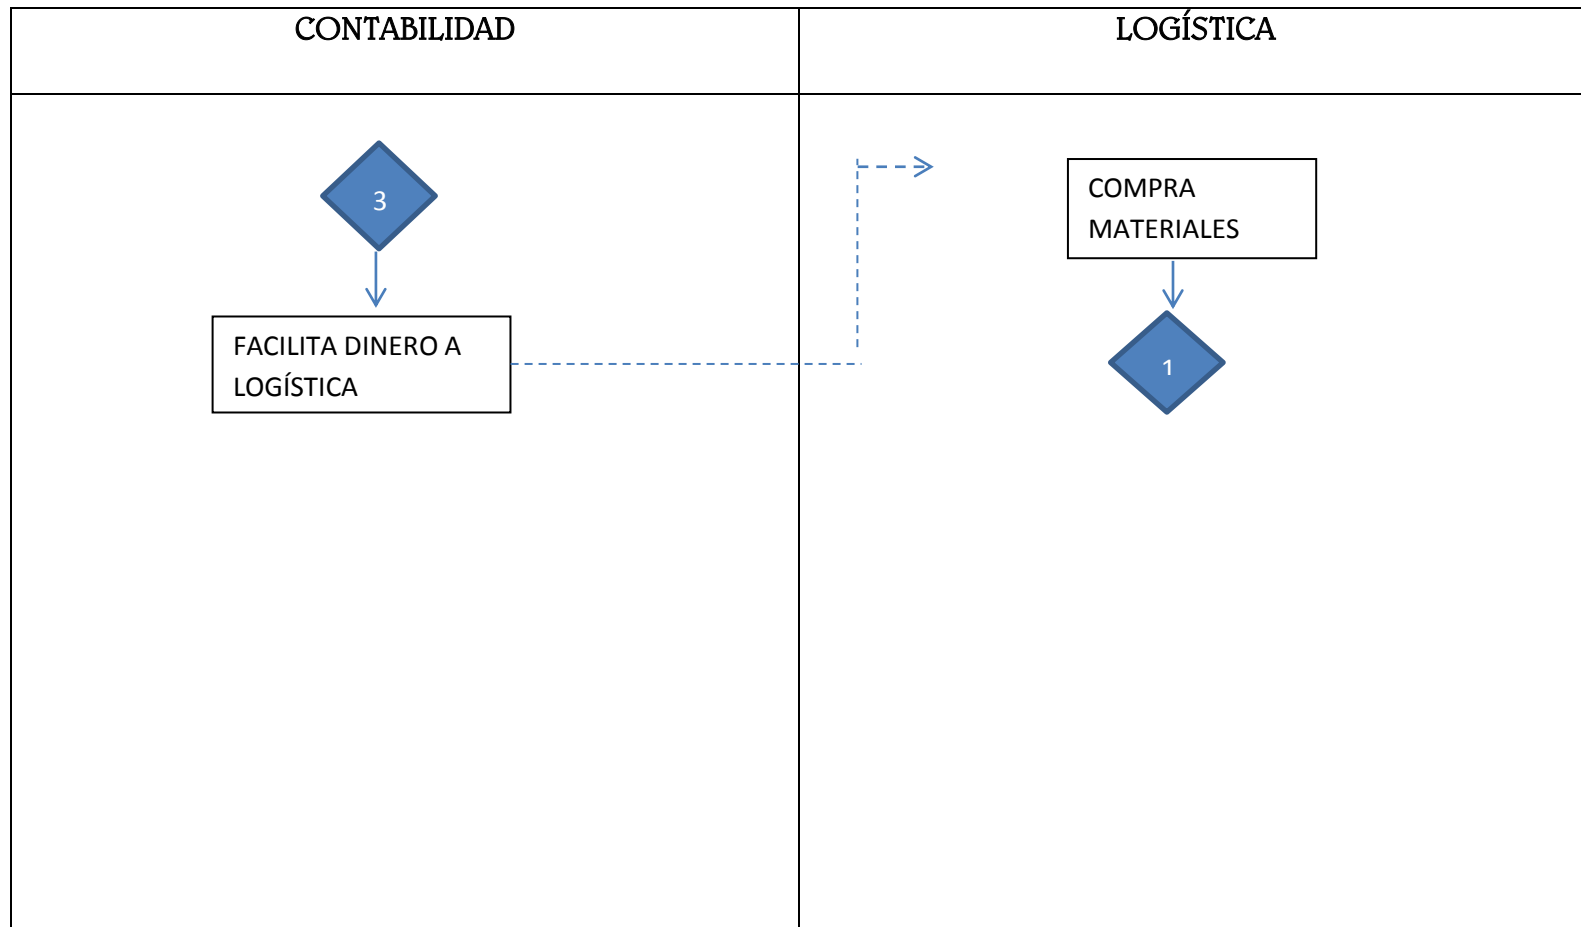 CONTABILIDAD
LOGÍSTICA
3
FACILITA DINERO A
LOGÍSTICA
COMPRA
MATERIALES
1